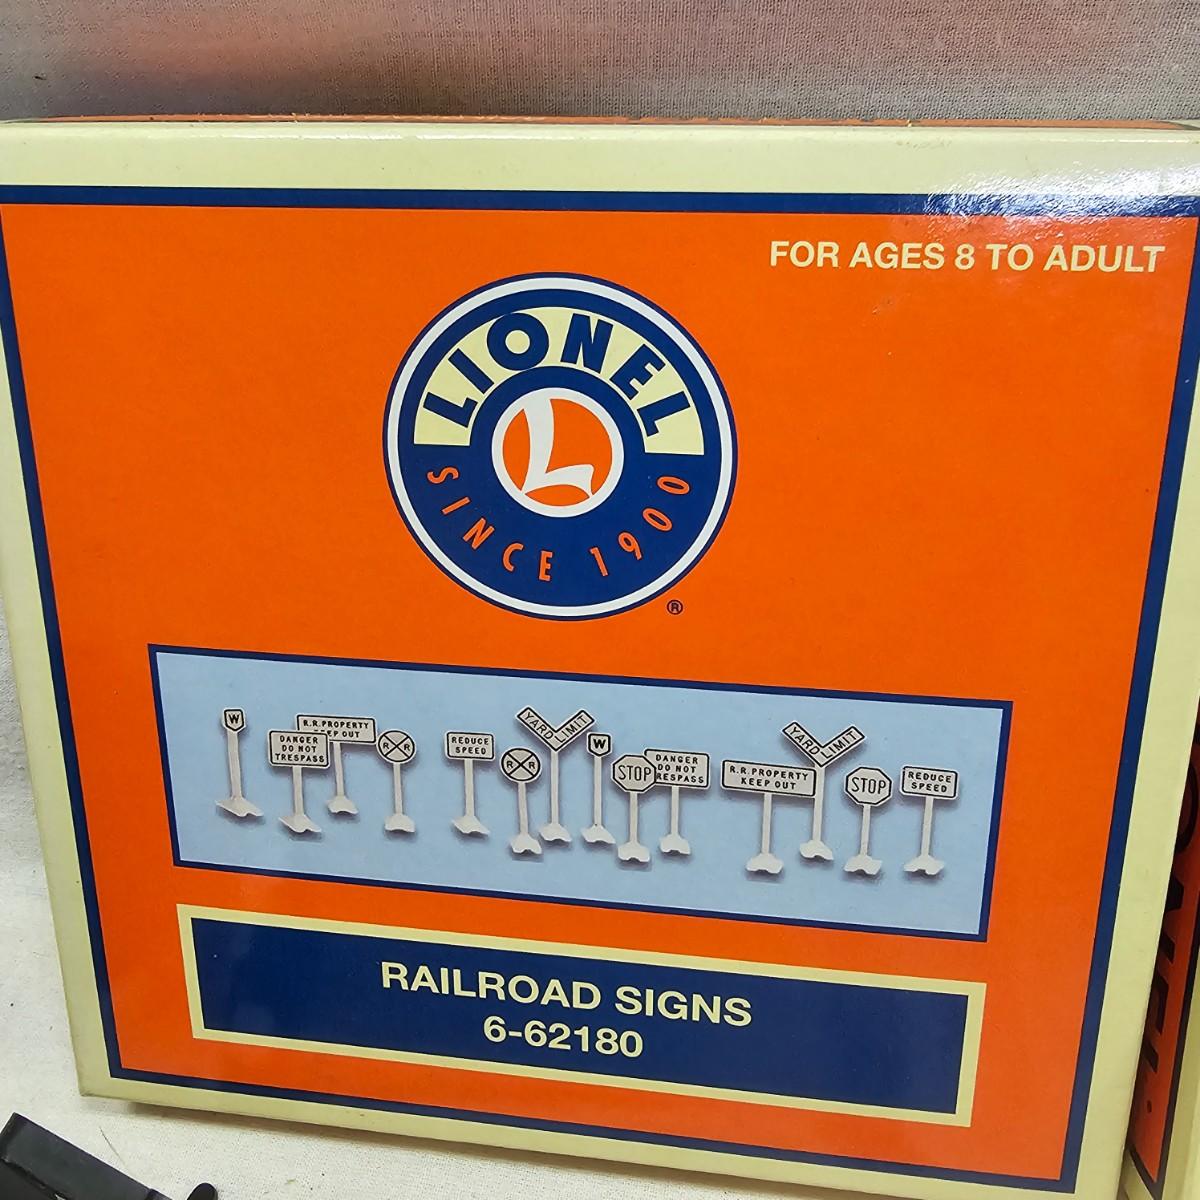 FOR AGES 8 TO ADULT
LIONEL
L
SINCE 1900
®
W
R.R. PROPERTY
KEEP OUT
DANGER
DO NOT
TRESPASS
R R
REDUCE
SPEED
R R
YARD LIMIT
W
STOP
DANGER
DO NOT
RESPASS
R.R. PROPERTY
KEEP OUT
YARD LIMIT
STOP
REDUCE
SPEED
RAILROAD SIGNS
6-62180